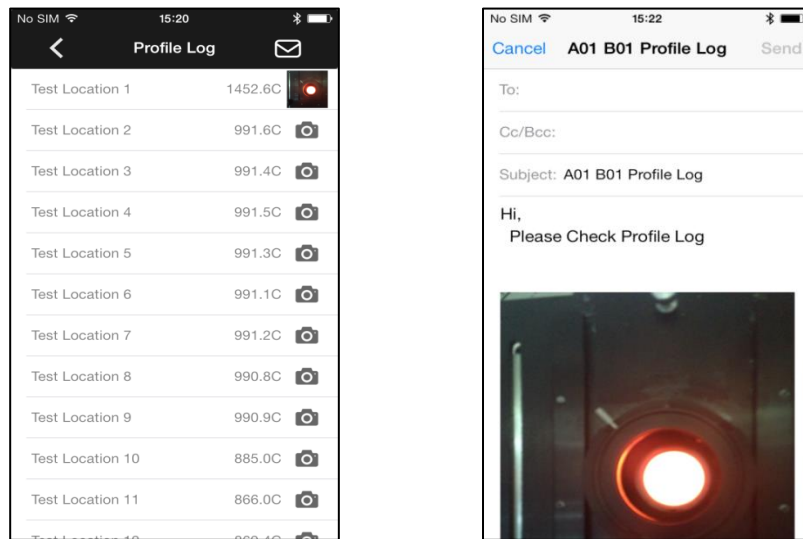 No SIM 15:20
Profile Log
Test Location 1 1452.6C
Test Location 2 991.6C
Test Location 3 991.4C
Test Location 4 991.5C
Test Location 5 991.3C
Test Location 6 991.1C
Test Location 7 991.2C
Test Location 8 990.8C
Test Location 9 990.9C
Test Location 10 885.0C
Test Location 11 866.0C
No SIM 15:22
Cancel A01 B01 Profile Log Send
To:
Cc/Bcc:
Subject: A01 B01 Profile Log
Hi,
Please Check Profile Log